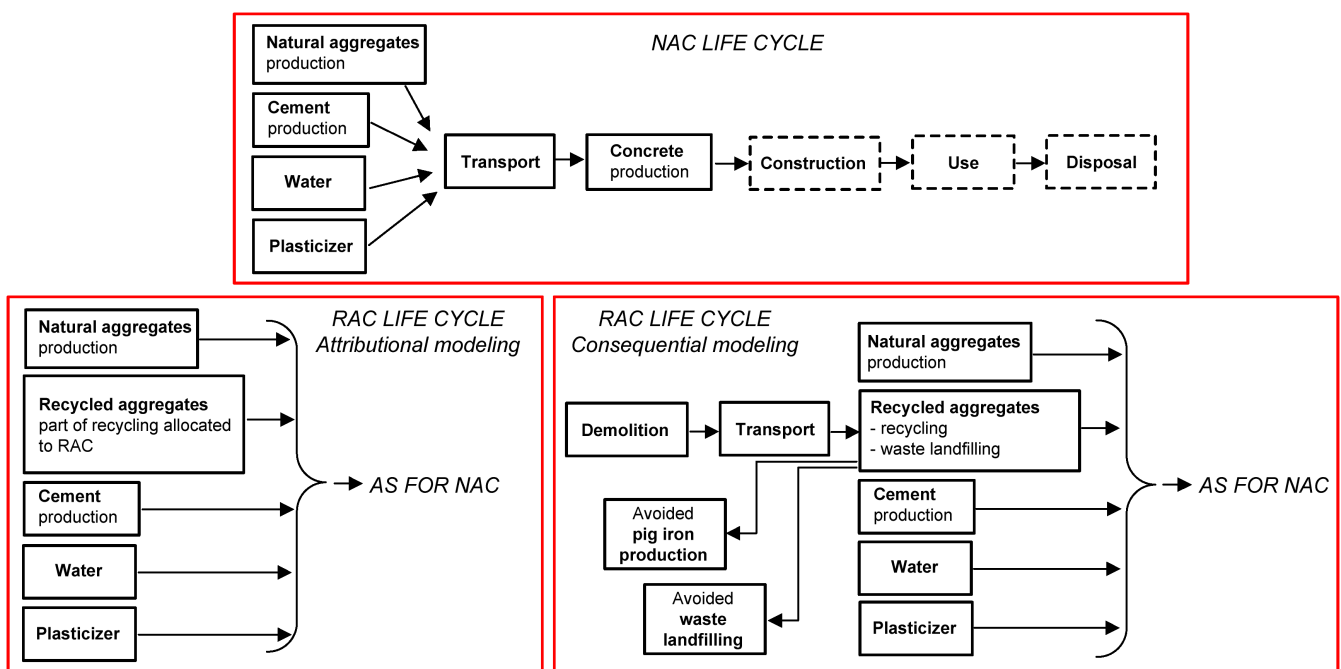 NAC LIFE CYCLE
Natural aggregates
production
Cement
production
Water
Plasticizer
Transport
Concrete
production
Construction
Use
Disposal
RAC LIFE CYCLE
Attributional modeling
Natural aggregates
production
Recycled aggregates
part of recycling allocated
to RAC
Cement
production
Water
Plasticizer
AS FOR NAC
RAC LIFE CYCLE
Consequential modeling
Demolition
Transport
Natural aggregates
production
Recycled aggregates
- recycling
- waste landfilling
Avoided
pig iron
production
Avoided
waste
landfilling
Cement
production
Water
Plasticizer
AS FOR NAC